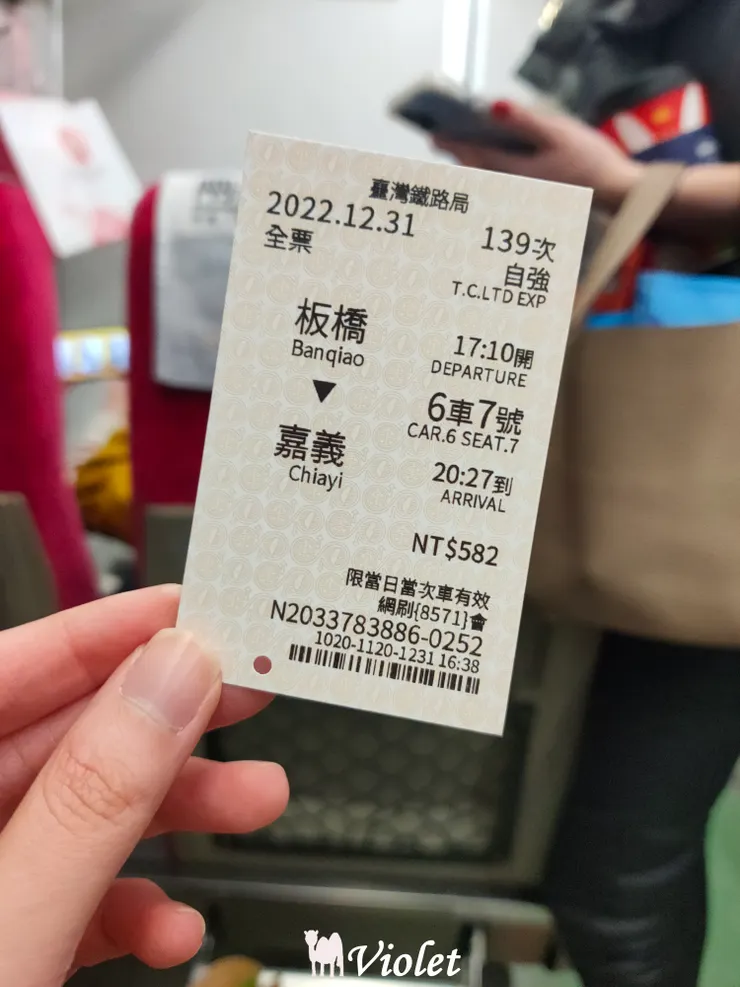 臺灣鐵路局
2022.12.31
139次
全票
自強
T.C.LTD EXP
板橋
Banqiao
17:10開
DEPARTURE
▼
6車7號
CAR.6 SEAT.7
嘉義
Chiayi
20:27到
ARRIVAL
NT$582
限當日當次車有效
網刷{8571}會
N2033783886-0252
1020-1120-1231 16:38
Violet